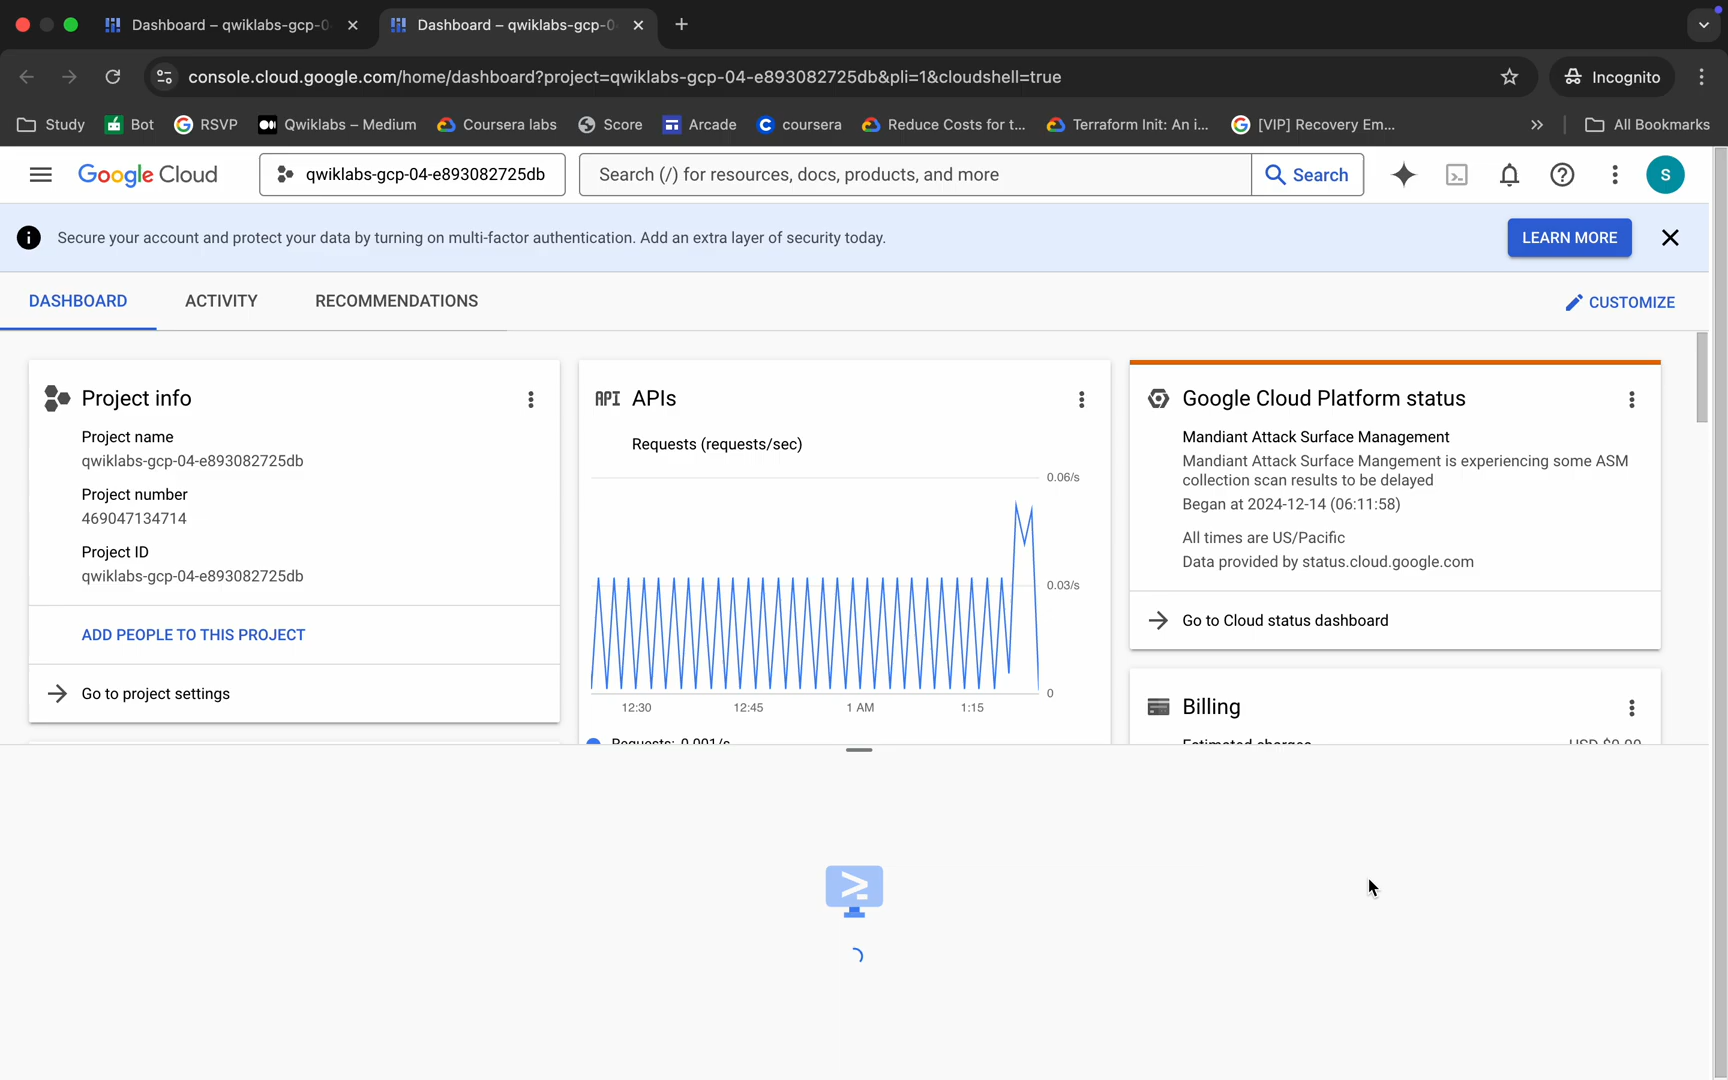 Dashboard – qwiklabs-gcp-0
Dashboard – qwiklabs-gcp-0
console.cloud.google.com/home/dashboard?project=qwiklabs-gcp-04-e893082725db&pli=1&cloudshell=true
Incognito
Study
Bot
RSVP
Qwiklabs – Medium
Coursera labs
Score
Arcade
coursera
Reduce Costs for t...
Terraform Init: An i...
[VIP] Recovery Em...
All Bookmarks
Google Cloud
qwiklabs-gcp-04-e893082725db
Search (/) for resources, docs, products, and more
Search
S
Secure your account and protect your data by turning on multi-factor authentication. Add an extra layer of security today.
LEARN MORE
DASHBOARD
ACTIVITY
RECOMMENDATIONS
CUSTOMIZE
Project info
Project name
qwiklabs-gcp-04-e893082725db
Project number
469047134714
Project ID
qwiklabs-gcp-04-e893082725db
ADD PEOPLE TO THIS PROJECT
Go to project settings
API APIs
Requests (requests/sec)
0.06/s
0.03/s
0
12:30
12:45
1 AM
1:15
Requests: 0.001/s
Google Cloud Platform status
Mandiant Attack Surface Management
Mandiant Attack Surface Mangement is experiencing some ASM
collection scan results to be delayed
Began at 2024-12-14 (06:11:58)
All times are US/Pacific
Data provided by status.cloud.google.com
Go to Cloud status dashboard
Billing
Estimated charges
USD $0.00